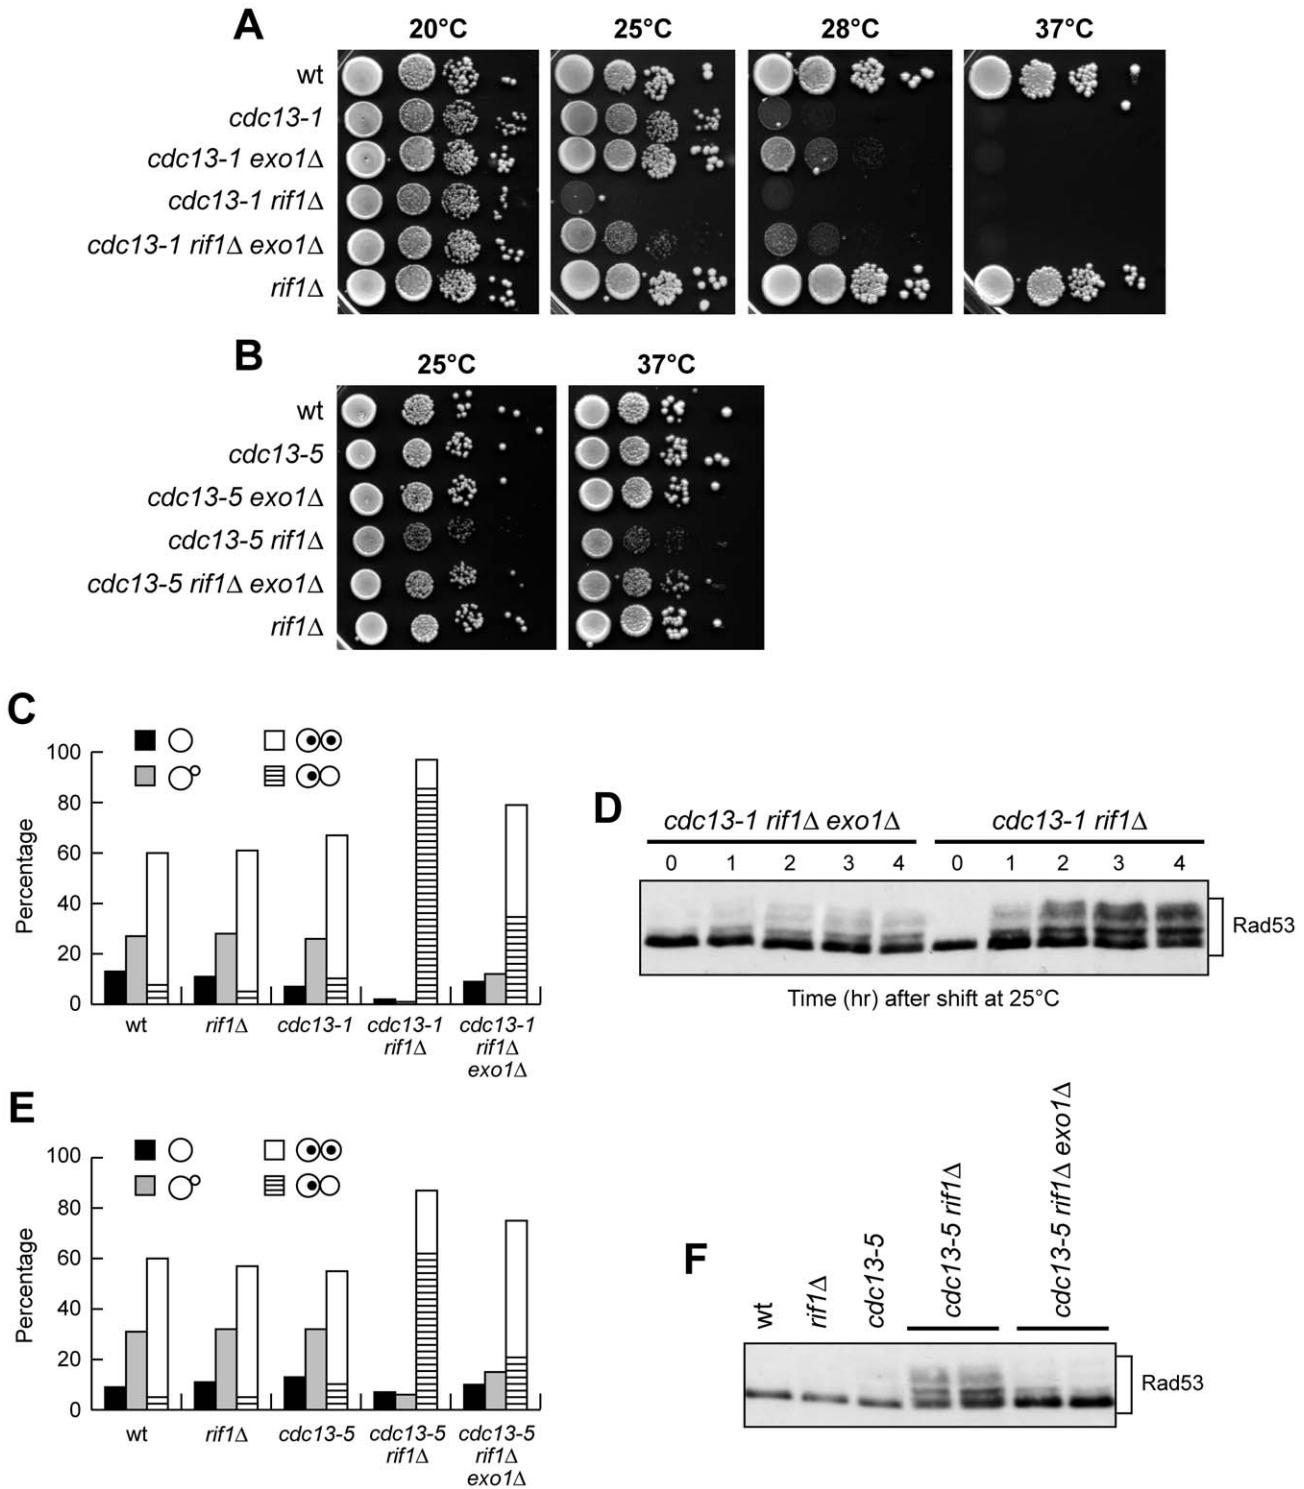 A
20°C 25°C 28°C 37°C
wt
cdc13-1
cdc13-1 exo1Δ
cdc13-1 rif1Δ
cdc13-1 rif1Δ exo1Δ
rif1Δ
B
25°C 37°C
wt
cdc13-5
cdc13-5 exo1Δ
cdc13-5 rif1Δ
cdc13-5 rif1Δ exo1Δ
rif1Δ
C
Percentage
100
80
60
40
20
0
wt
rif1Δ
cdc13-1
cdc13-1
rif1Δ
cdc13-1
rif1Δ
exo1Δ
D
cdc13-1 rif1Δ exo1Δ
cdc13-1 rif1Δ
0 1 2 3 4 0 1 2 3 4
Rad53
Time (hr) after shift at 25°C
E
Percentage
100
80
60
40
20
0
wt
rif1Δ
cdc13-5
cdc13-5
rif1Δ
cdc13-5
rif1Δ
exo1Δ
F
wt
rif1Δ
cdc13-5
cdc13-5 rif1Δ
cdc13-5 rif1Δ exo1Δ
Rad53